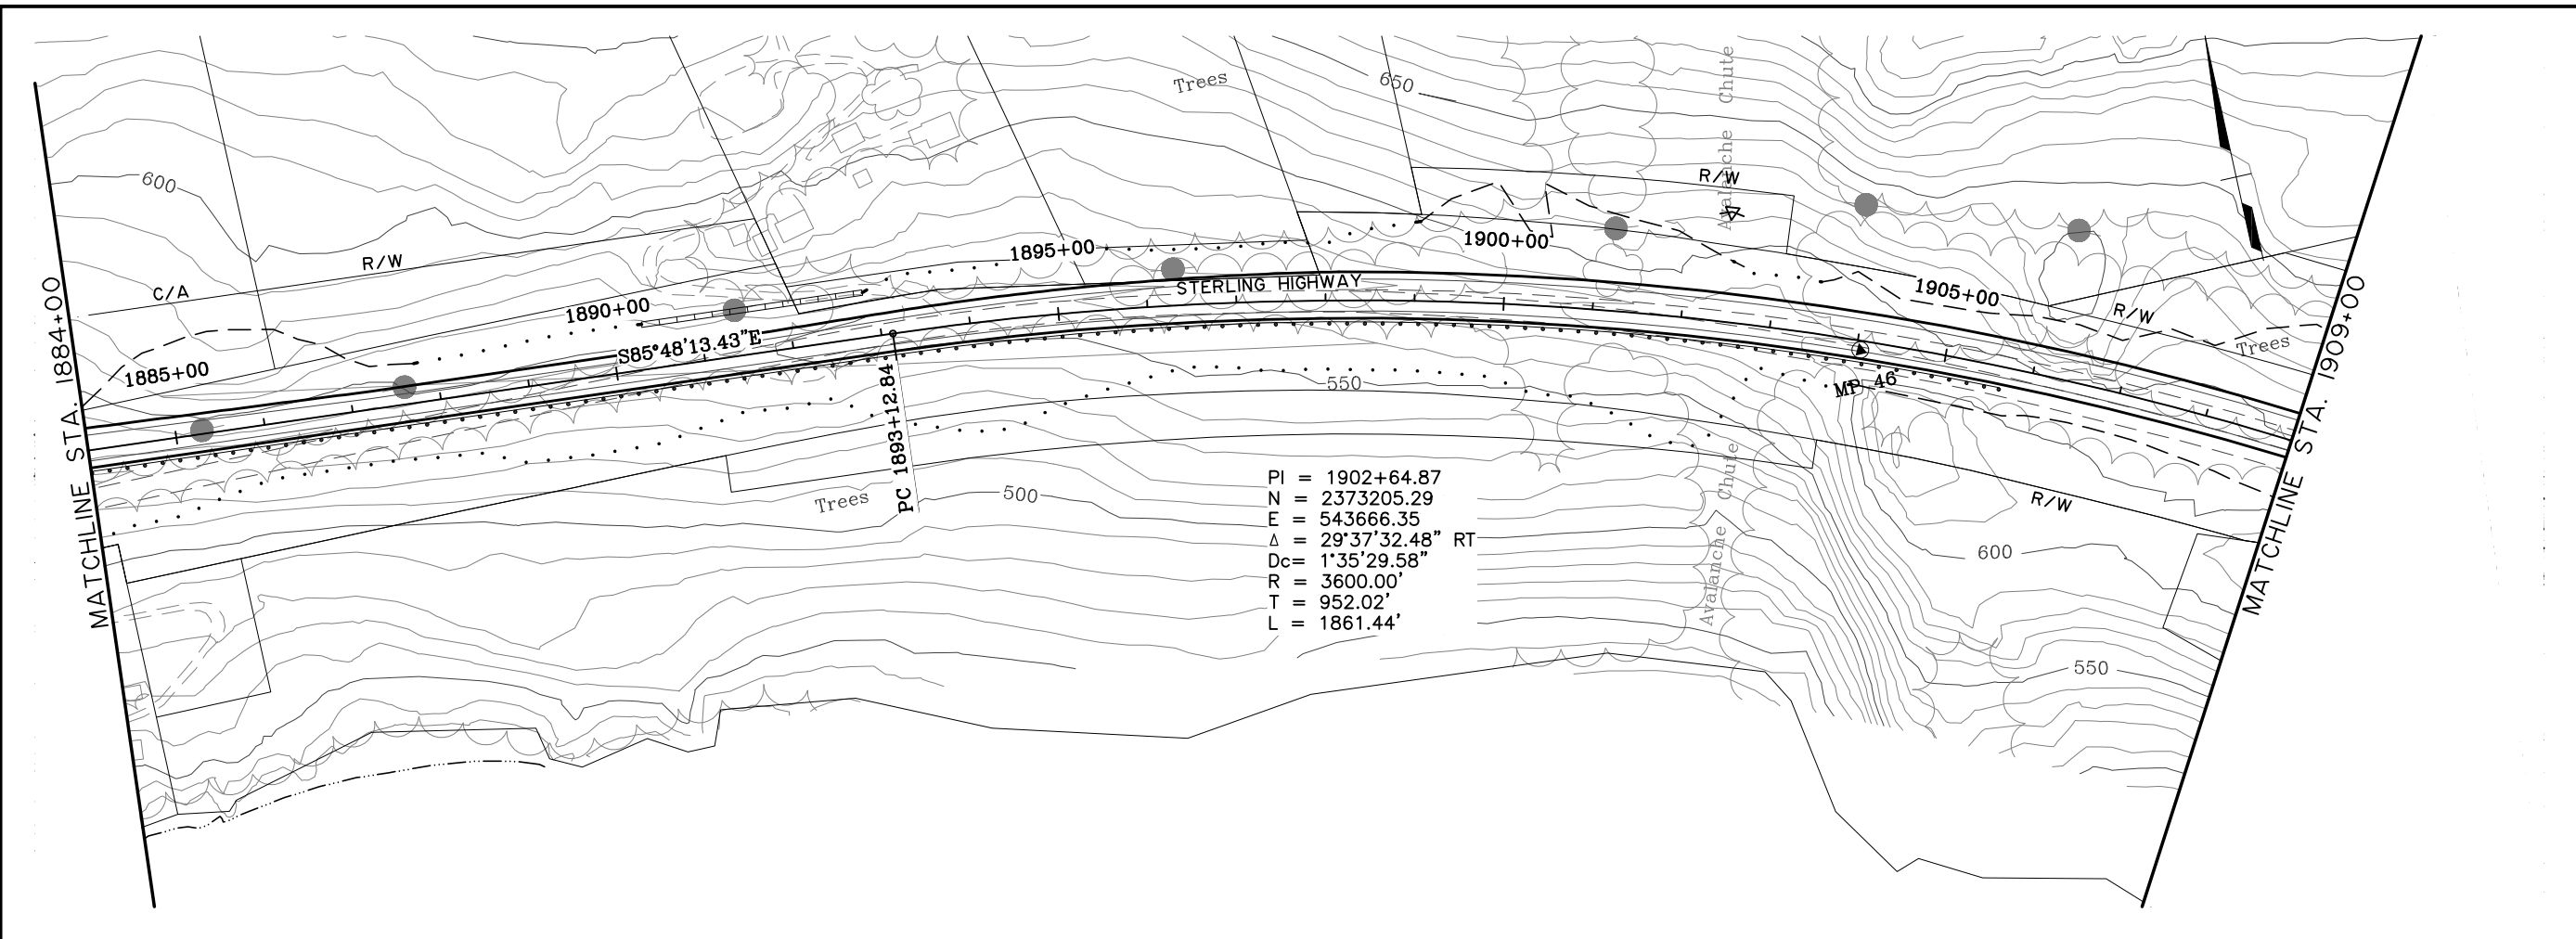 650
Trees
Avalanche Chute
R/W
600
R/W
C/A
1885+00
1890+00
1895+00
1900+00
1905+00
R/W
Trees
STERLING HIGHWAY
S85°48'13.43"E
PC 1893+12.84
550
MP 46
MATCHLINE STA. 1884+00
MATCHLINE STA. 1909+00
Trees
500
PI = 1902+64.87
N = 2373205.29
E = 543666.35
Δ = 29°37'32.48" RT
Dc= 1°35'29.58"
R = 3600.00'
T = 952.02'
L = 1861.44'
Avalanche Chute
R/W
600
550